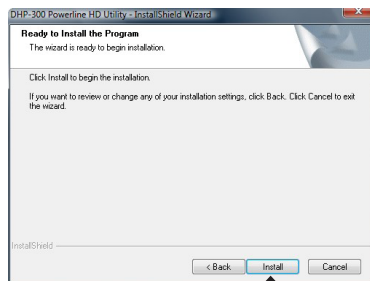 DHP-300 Powerline HD Utility - InstallShield Wizard
Ready to Install the Program
The wizard is ready to begin installation.
Click Install to begin the installation.
If you want to review or change any of your installation settings, click Back. Click Cancel to exit
the wizard.
InstallShield
< Back Install Cancel